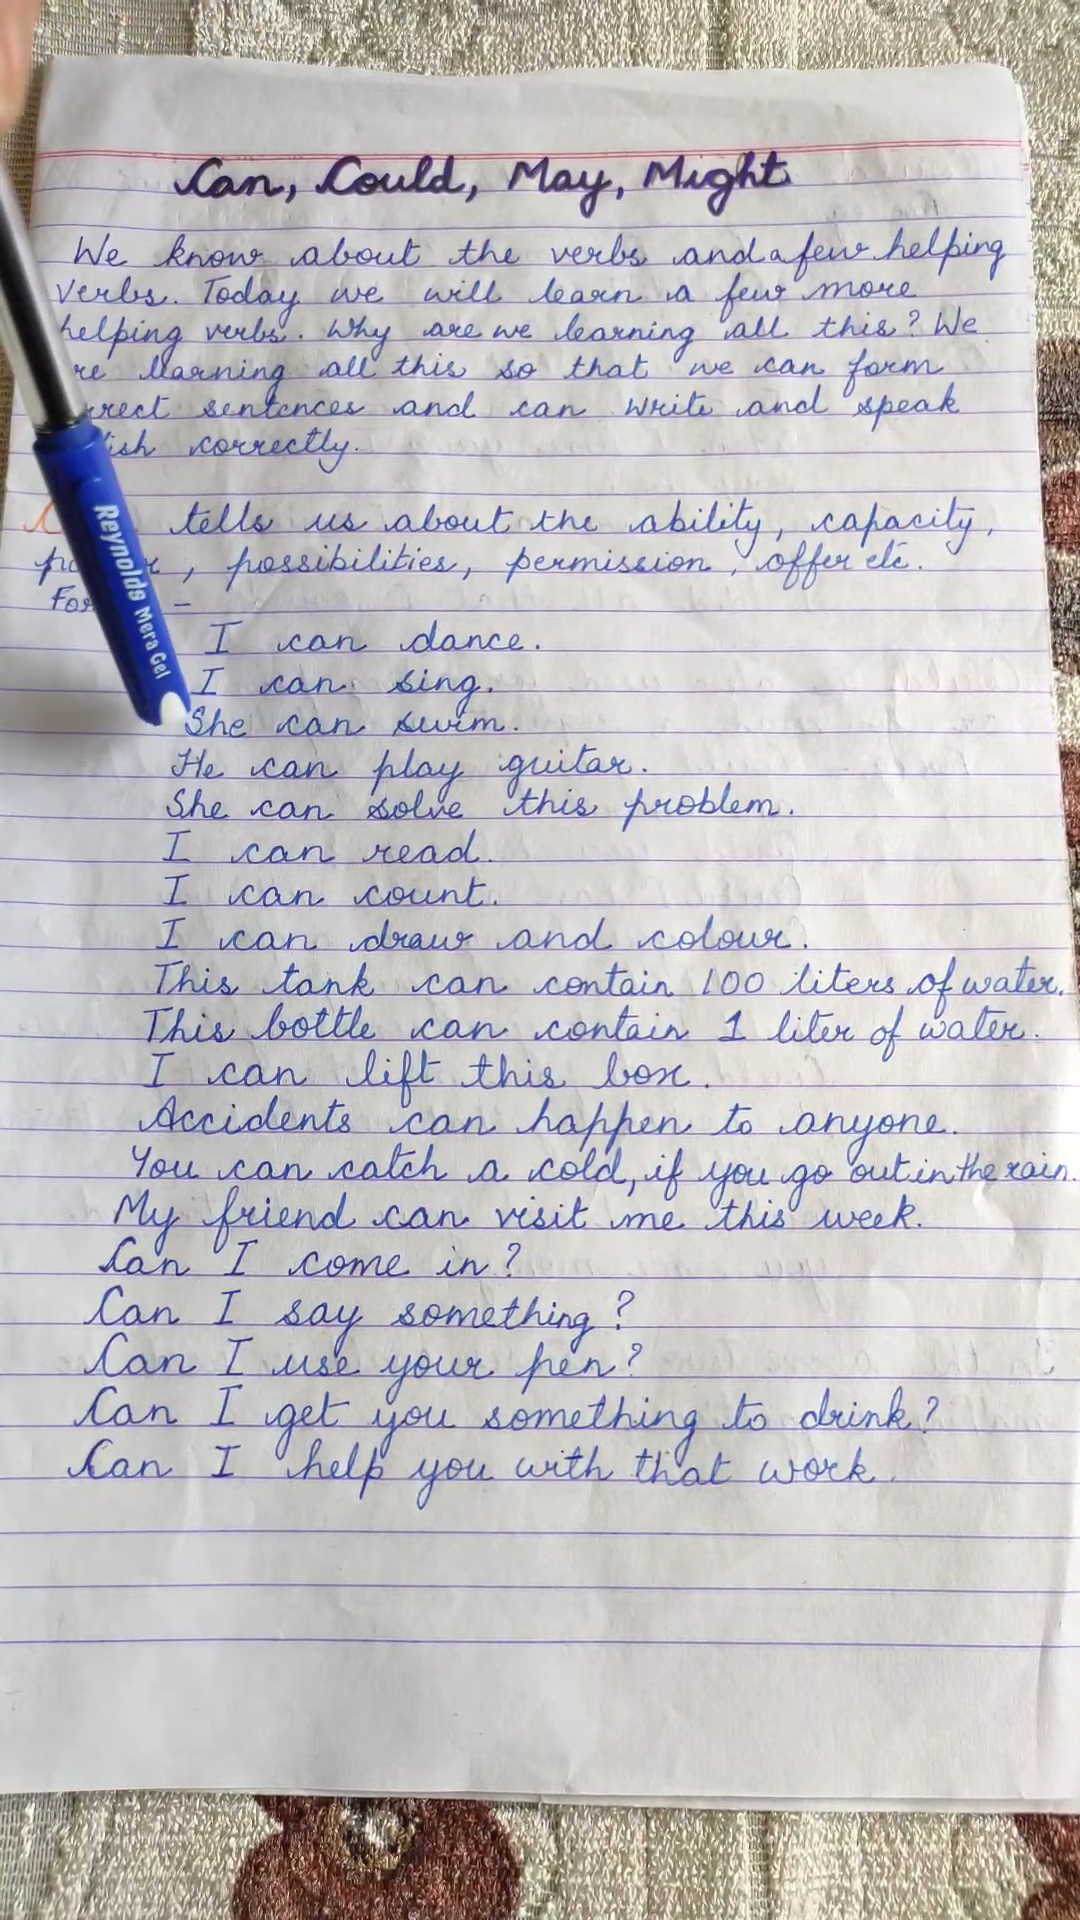 Can, Could, May, Might
We know about the verbs and a few helping
verbs. Today we will learn a few more
helping verbs. Why are we learning all this? We
re learning all this so that we can form
rrect sentences and can write and speak
ish correctly.
tells us about the ability, capacity,
, possibilities, permission, offer etc.
For -
I can dance.
I can sing.
She can swim.
He can play guitar.
She can solve this problem.
I can read.
I can count.
I can draw and colour.
This tank can contain 100 liters of water.
This bottle can contain 1 liter of water.
I can lift this box.
Accidents can happen to anyone.
You can catch a cold, if you go out in the rain.
My friend can visit me this week.
Can I come in?
Can I say something?
Can I use your pen?
Can I get you something to drink?
Can I help you with that work.
Reynolds Mera Gel